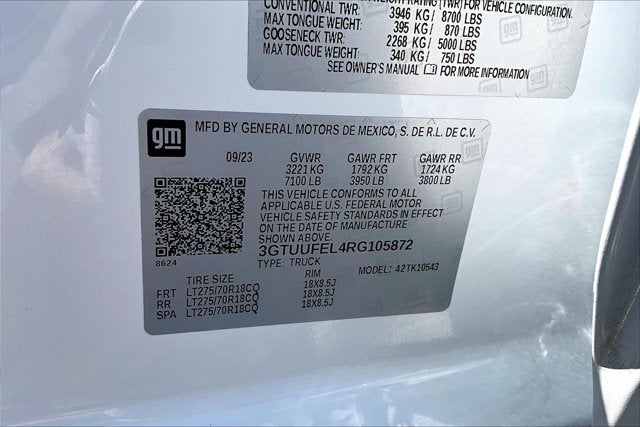 WEIGHT RATING (TWR) FOR VEHICLE CONFIGURATION.
CONVENTIONAL TWR: 3946 KG / 8700 LBS
MAX TONGUE WEIGHT: 395 KG / 870 LBS
GOOSENECK TWR: 2268 KG / 5000 LBS
MAX TONGUE WEIGHT: 340 KG / 750 LBS
SEE OWNER'S MANUAL FOR MORE INFORMATION
gm MFD BY GENERAL MOTORS DE MEXICO, S. DE R.L. DE C.V.
09/23 GVWR GAWR FRT GAWR RR
3221 KG 1792 KG 1724 KG
7100 LB 3950 LB 3800 LB
THIS VEHICLE CONFORMS TO ALL
APPLICABLE U.S. FEDERAL MOTOR
VEHICLE SAFETY STANDARDS IN EFFECT
ON THE DATE OF MANUFACTURE
SHOWN ABOVE.
3GTUUFEL4RG105872
8624 TYPE: TRUCK MODEL: 42TK10543
TIRE SIZE RIM
FRT LT275/70R18CQ 18X8.5J
RR LT275/70R18CQ 18X8.5J
SPA LT275/70R18CQ 18X8.5J